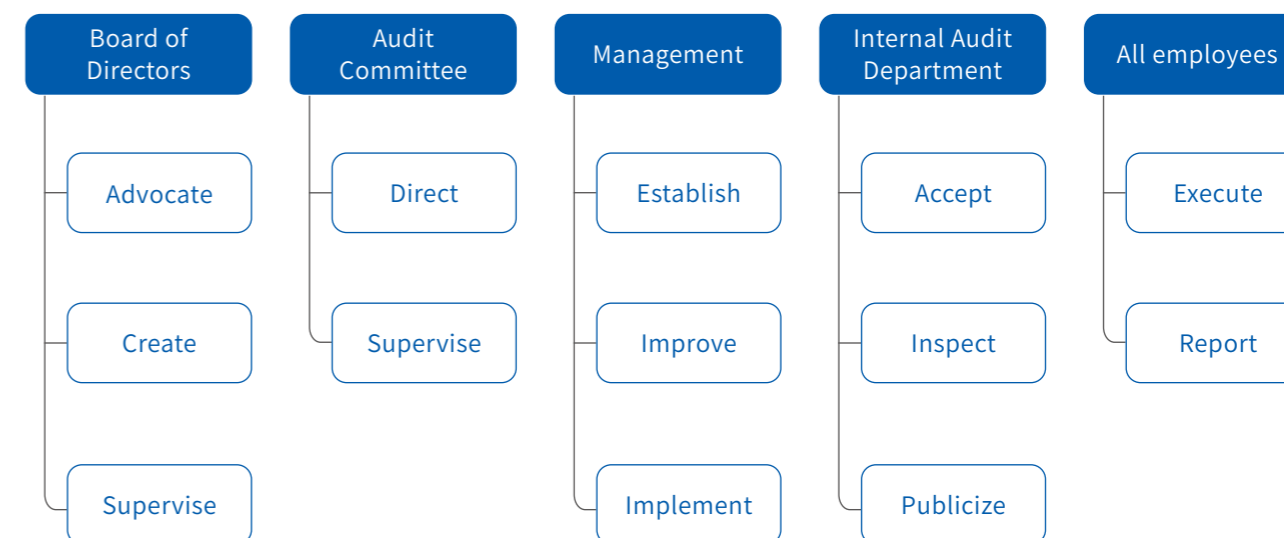 Board of
Directors
Advocate
Create
Supervise
Audit
Committee
Direct
Supervise
Management
Establish
Improve
Implement
Internal Audit
Department
Accept
Inspect
Publicize
All employees
Execute
Report